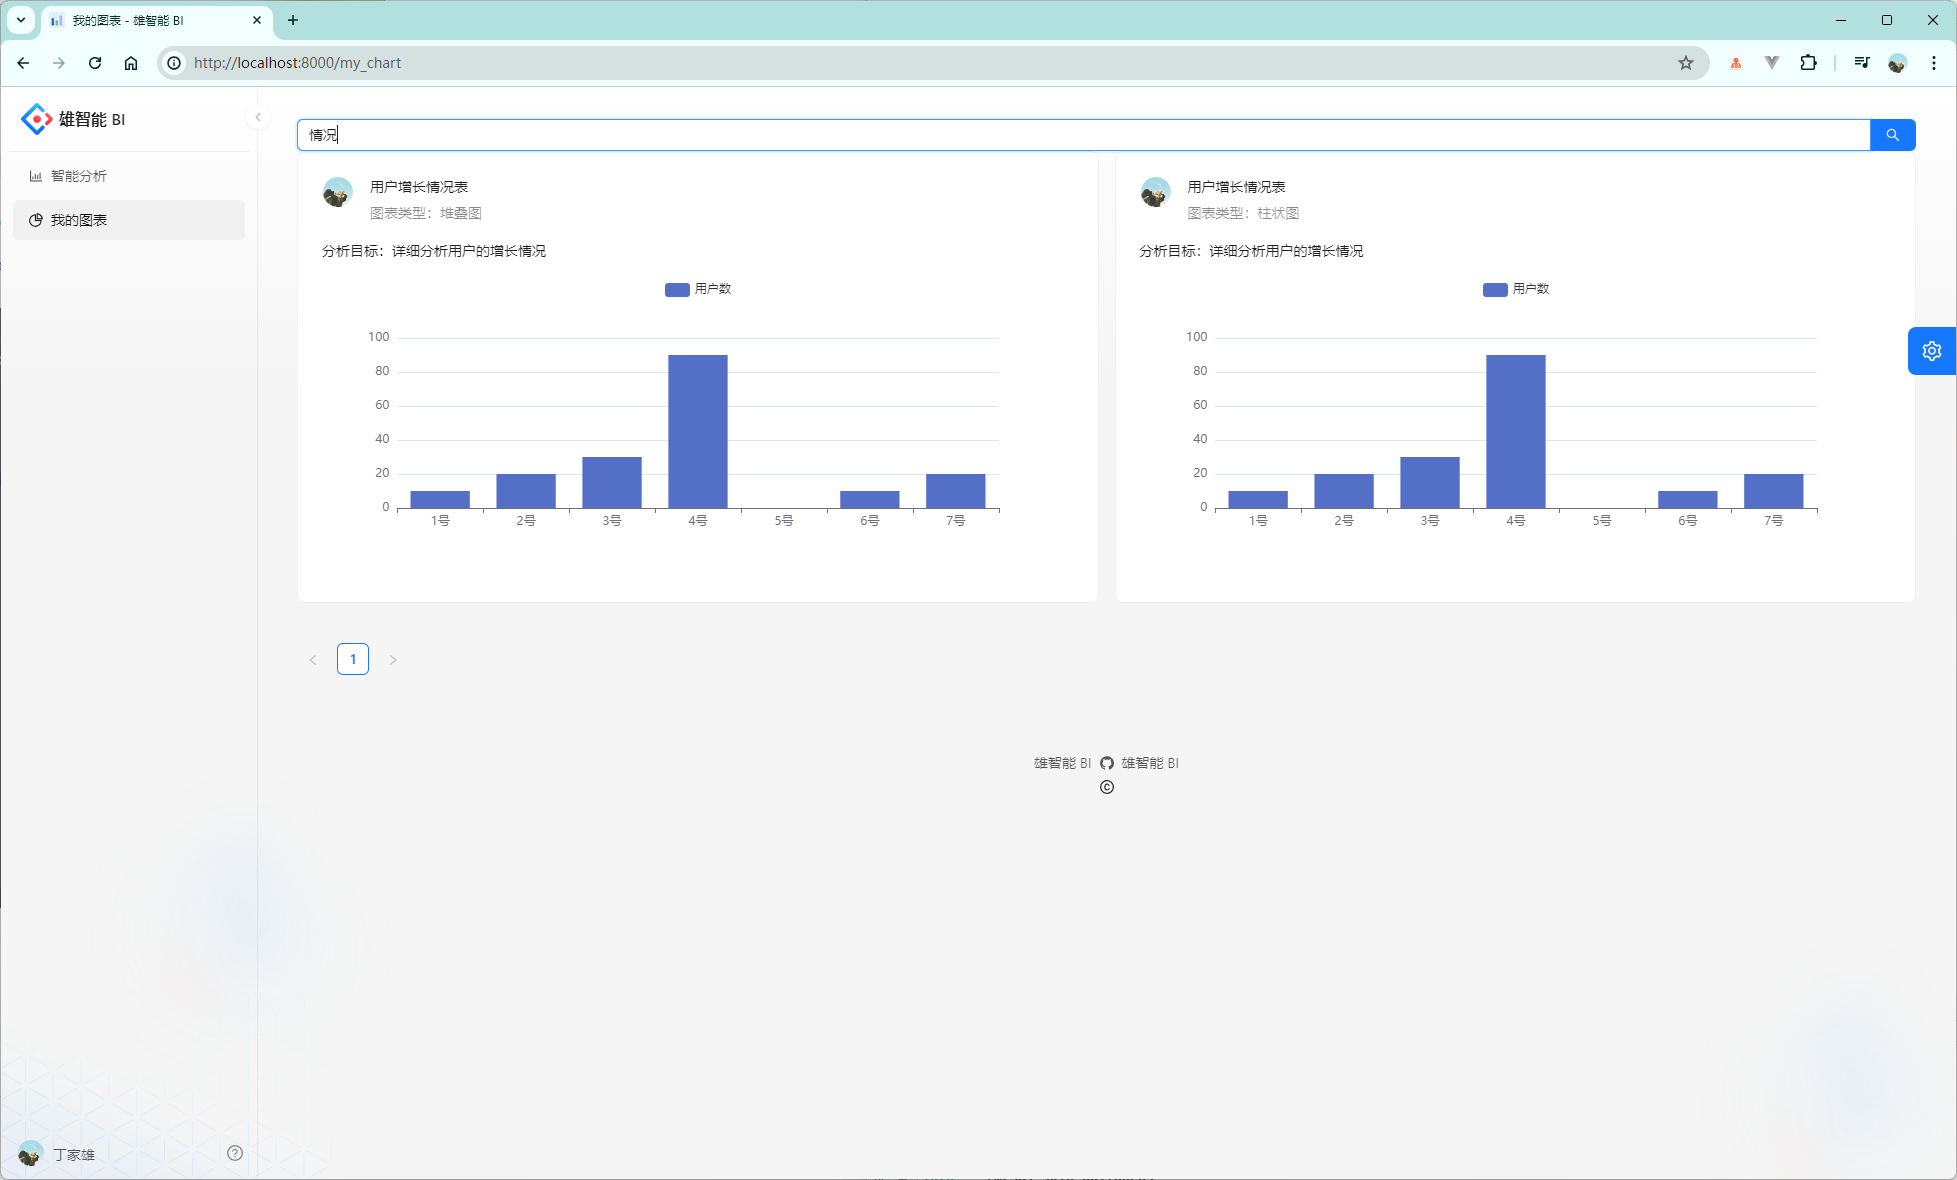 我的图表 - 雄智能 BI
http://localhost:8000/my_chart
雄智能 BI
智能分析
我的图表
情况
用户增长情况表
图表类型：堆叠图
分析目标：详细分析用户的增长情况
用户数
100
80
60
40
20
0
1号 2号 3号 4号 5号 6号 7号
用户增长情况表
图表类型：柱状图
分析目标：详细分析用户的增长情况
用户数
100
80
60
40
20
0
1号 2号 3号 4号 5号 6号 7号
1
雄智能 BI 雄智能 BI
©
丁家雄